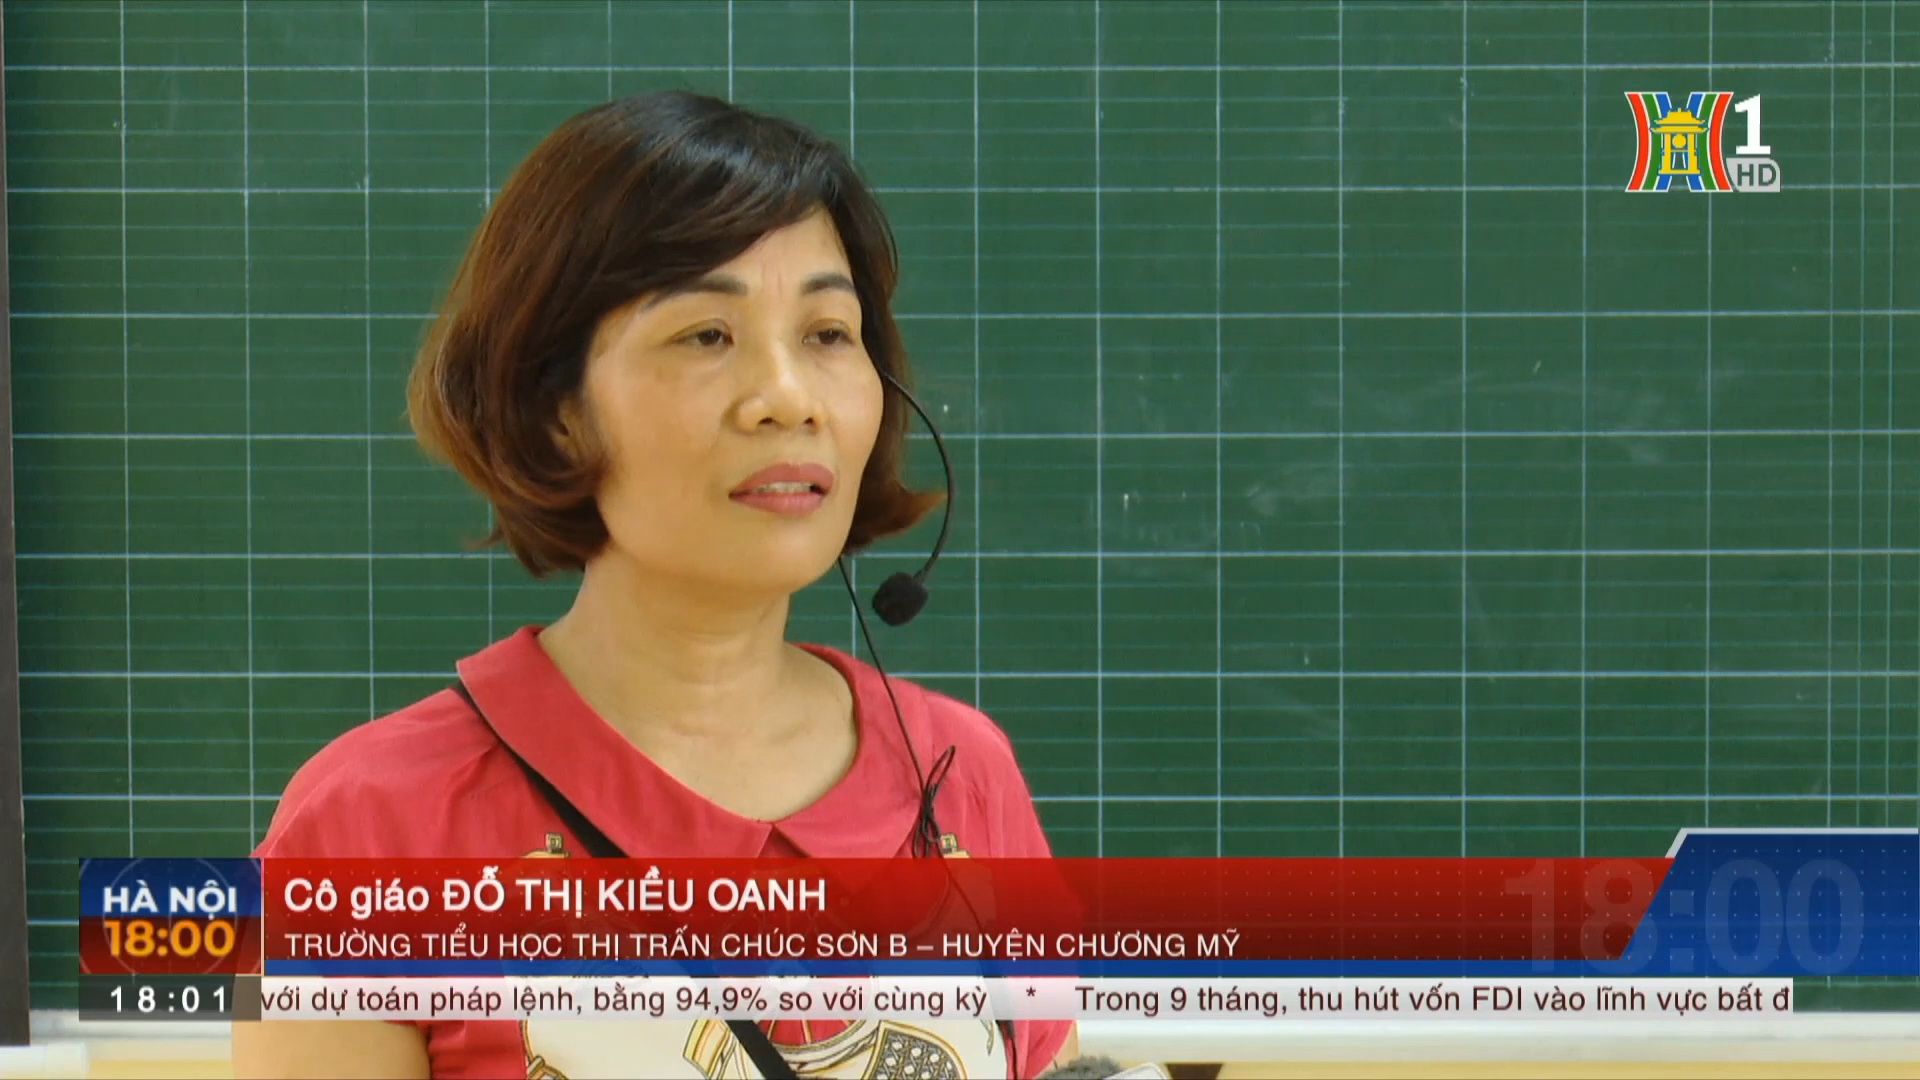 1
HD
Cô giáo ĐỖ THỊ KIỀU OANH
HÀ NỘI
18:00
TRƯỜNG TIỂU HỌC THỊ TRẤN CHÚC SƠN B – HUYỆN CHƯƠNG MỸ
18:00
18:01
với dự toán pháp lệnh, bằng 94,9% so với cùng kỳ * Trong 9 tháng, thu hút vốn FDI vào lĩnh vực bất đ